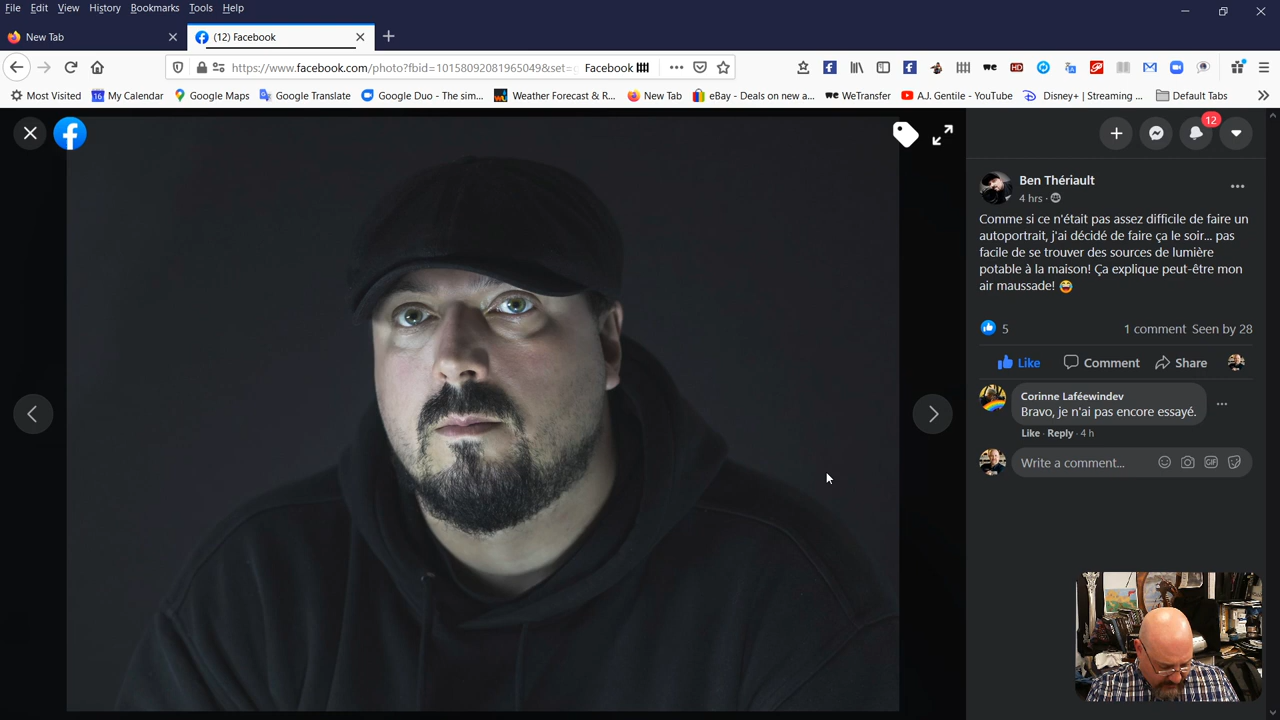 File Edit View History Bookmarks Tools Help
New Tab
(12) Facebook
https://www.facebook.com/photo?fbid=10158092081965049&set=
Facebook
Most Visited
16 My Calendar
Google Maps
Google Translate
Google Duo - The sim...
Weather Forecast & R...
New Tab
eBay - Deals on new a...
WeTransfer
A.J. Gentile - YouTube
Disney+ | Streaming ...
Default Tabs
12
Ben Thériault
4 hrs ·
Comme si ce n'était pas assez difficile de faire un
autoportrait, j'ai décidé de faire ça le soir... pas
facile de se trouver des sources de lumière
potable à la maison! Ça explique peut-être mon
air maussade! 😂
5
1 comment Seen by 28
Like Comment Share
Corinne Laféewindev
Bravo, je n'ai pas encore essayé.
Like · Reply · 4 h
Write a comment...
GIF